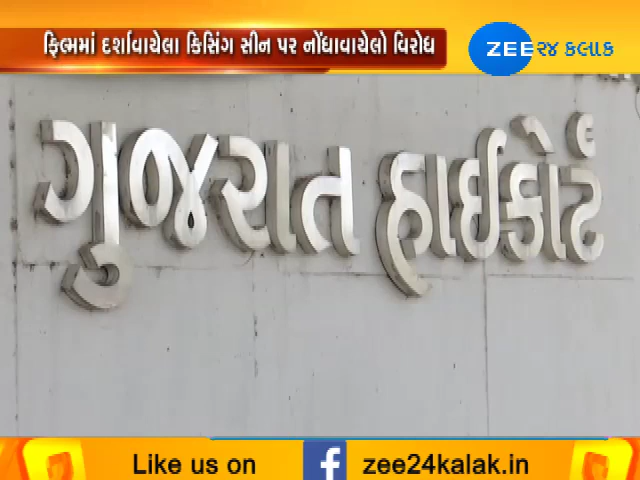 ફિલ્મમાં દર્શાવાયેલા કિસિંગ સીન પર નોંધાવાયેલો વિરોધ
ZEE ૨૪ કલાક
ગુજરાત હાઈકોર્ટ
Like us on f zee24kalak.in